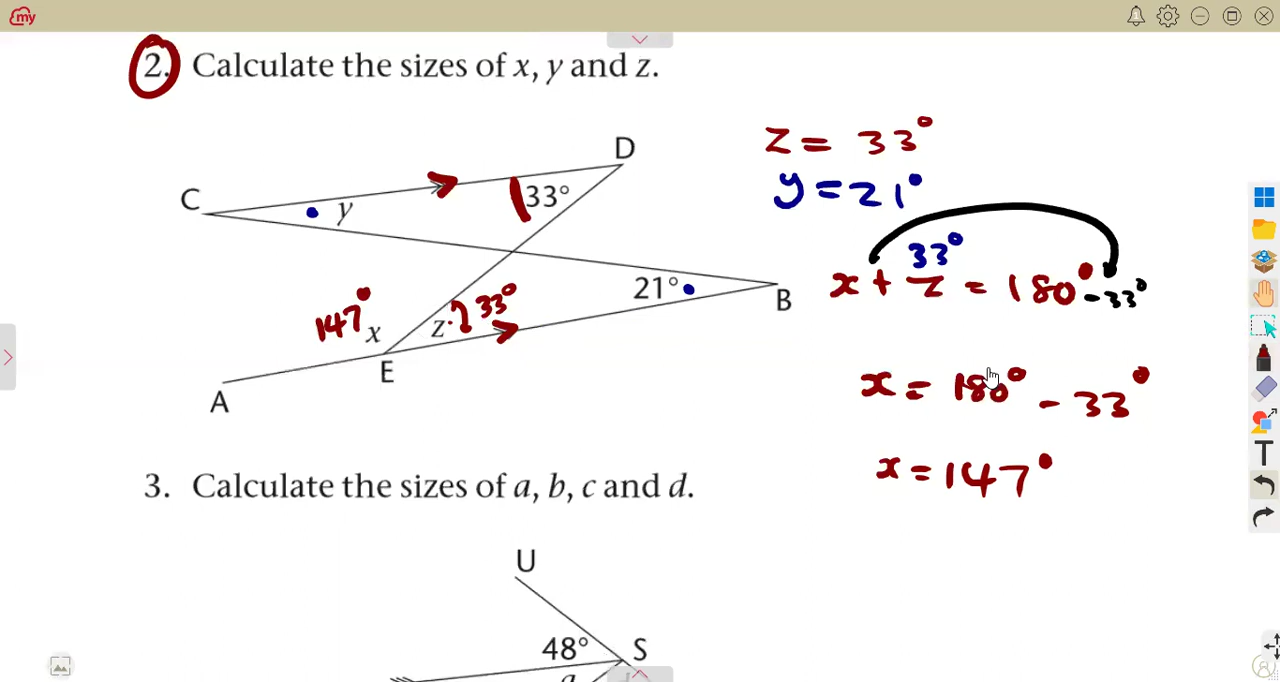 my
2. Calculate the sizes of x, y and z.
D
C
y
33°
21°
B
147°
x
z
33°
E
A
z = 33°
y = 21°
33°
x + z = 180° - 33°
x = 180° - 33°
x = 147°
3. Calculate the sizes of a, b, c and d.
U
48°
S
a
T